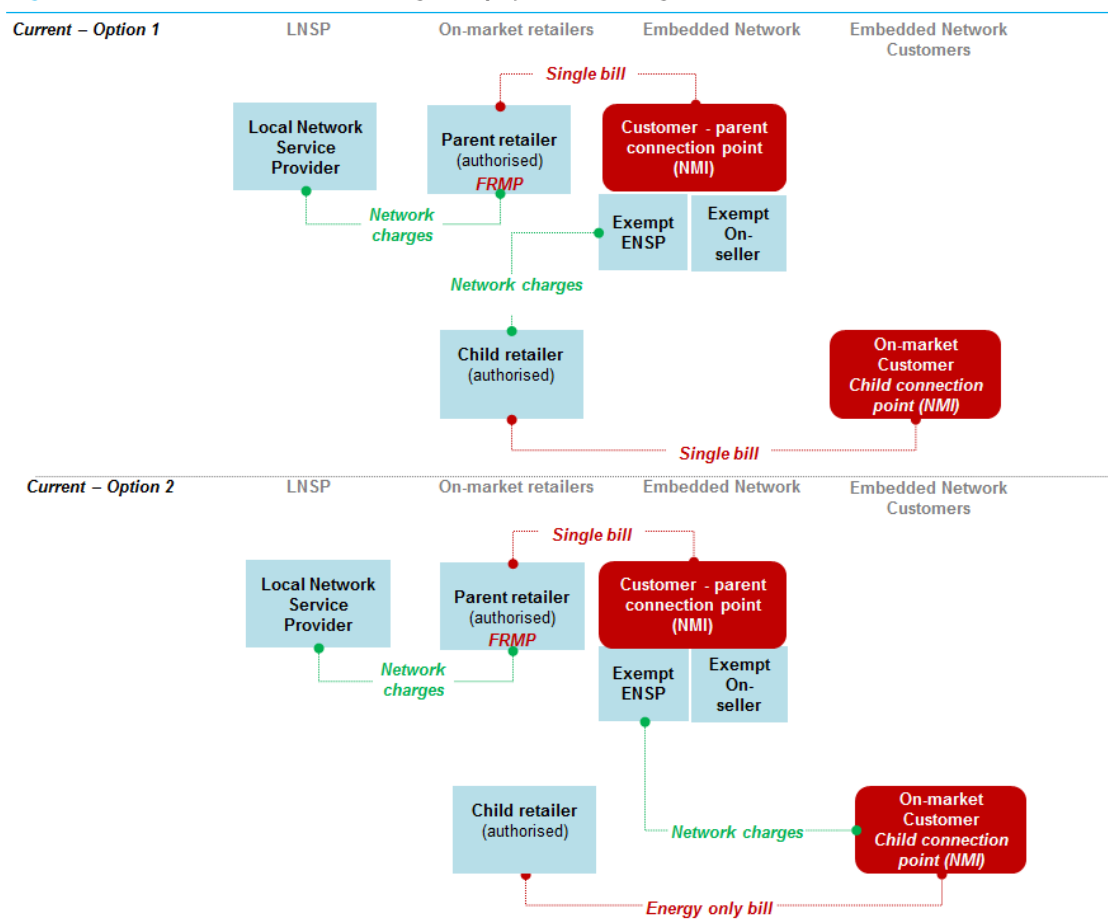 Current – Option 1
LNSP
On-market retailers
Embedded Network
Embedded Network
Customers
Single bill
Local Network
Service
Provider
Parent retailer
(authorised)
FRMP
Customer - parent
connection point
(NMI)
Network
charges
Exempt
ENSP
Exempt
On-
seller
Network charges
Child retailer
(authorised)
On-market
Customer
Child connection
point (NMI)
Single bill
Current – Option 2
LNSP
On-market retailers
Embedded Network
Embedded Network
Customers
Single bill
Local Network
Service
Provider
Parent retailer
(authorised)
FRMP
Customer - parent
connection point
(NMI)
Network
charges
Exempt
ENSP
Exempt
On-
seller
Child retailer
(authorised)
On-market
Customer
Child connection
point (NMI)
Network charges
Energy only bill